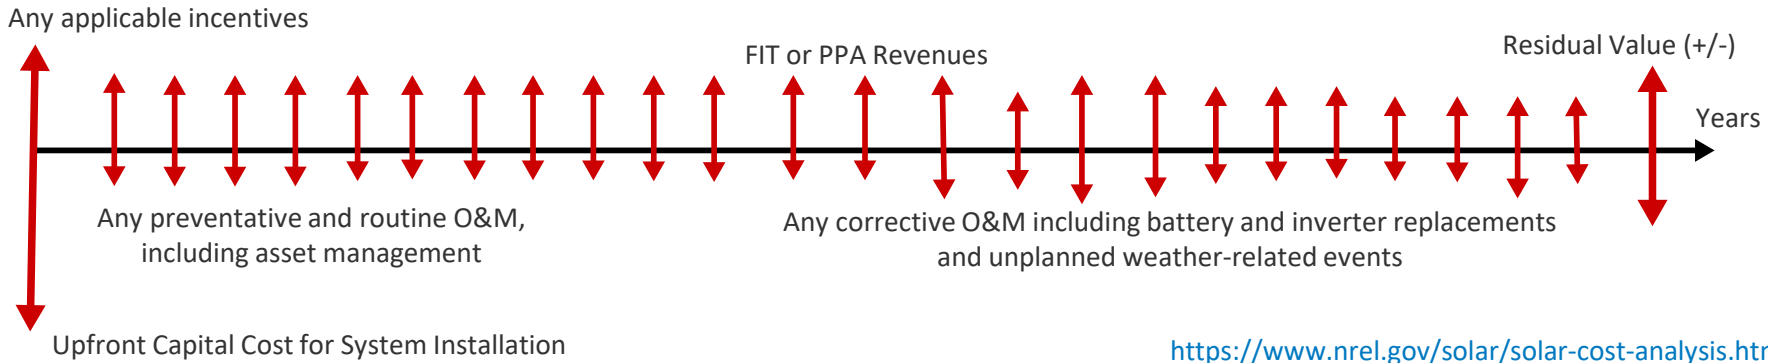 Any applicable incentives
FIT or PPA Revenues
Residual Value (+/-)
Years
Any preventative and routine O&M,
including asset management
Any corrective O&M including battery and inverter replacements
and unplanned weather-related events
Upfront Capital Cost for System Installation
https://www.nrel.gov/solar/solar-cost-analysis.htm